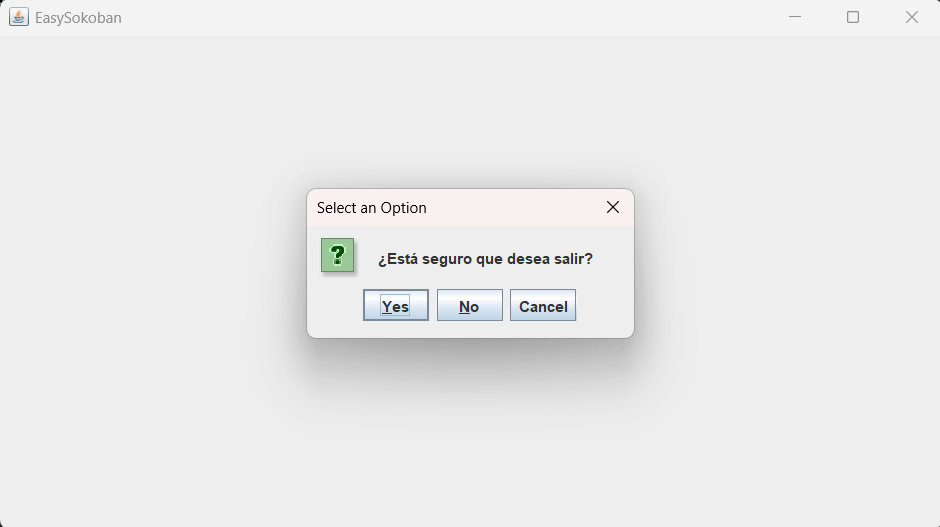 EasySokoban
Select an Option
¿Está seguro que desea salir?
Yes No Cancel